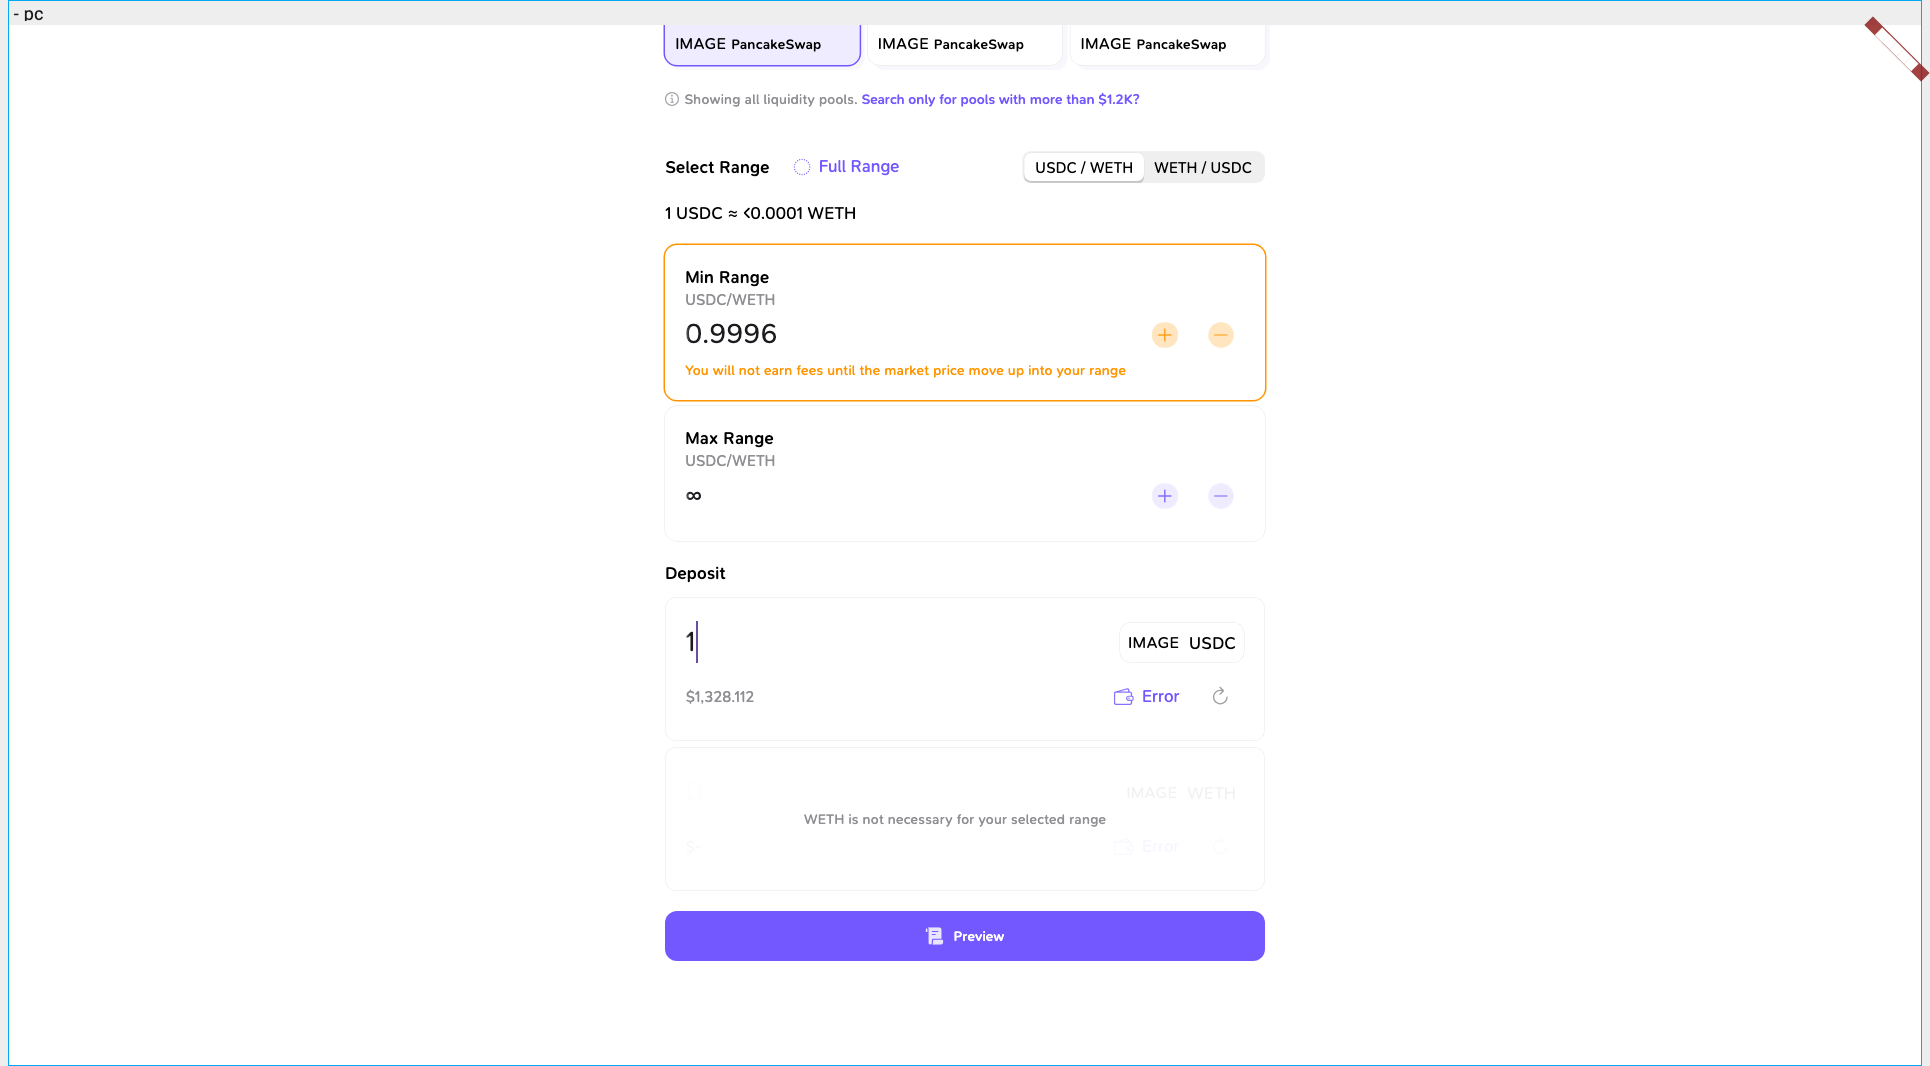 - pc
IMAGE PancakeSwap IMAGE PancakeSwap IMAGE PancakeSwap
Showing all liquidity pools. Search only for pools with more than $1.2K?
Select Range Full Range USDC / WETH WETH / USDC
1 USDC ≈ <0.0001 WETH
Min Range
USDC/WETH
0.9996
You will not earn fees until the market price move up into your range
Max Range
USDC/WETH
∞
Deposit
1 IMAGE USDC
$1,328.112 Error
IMAGE WETH
WETH is not necessary for your selected range
$- Error
Preview